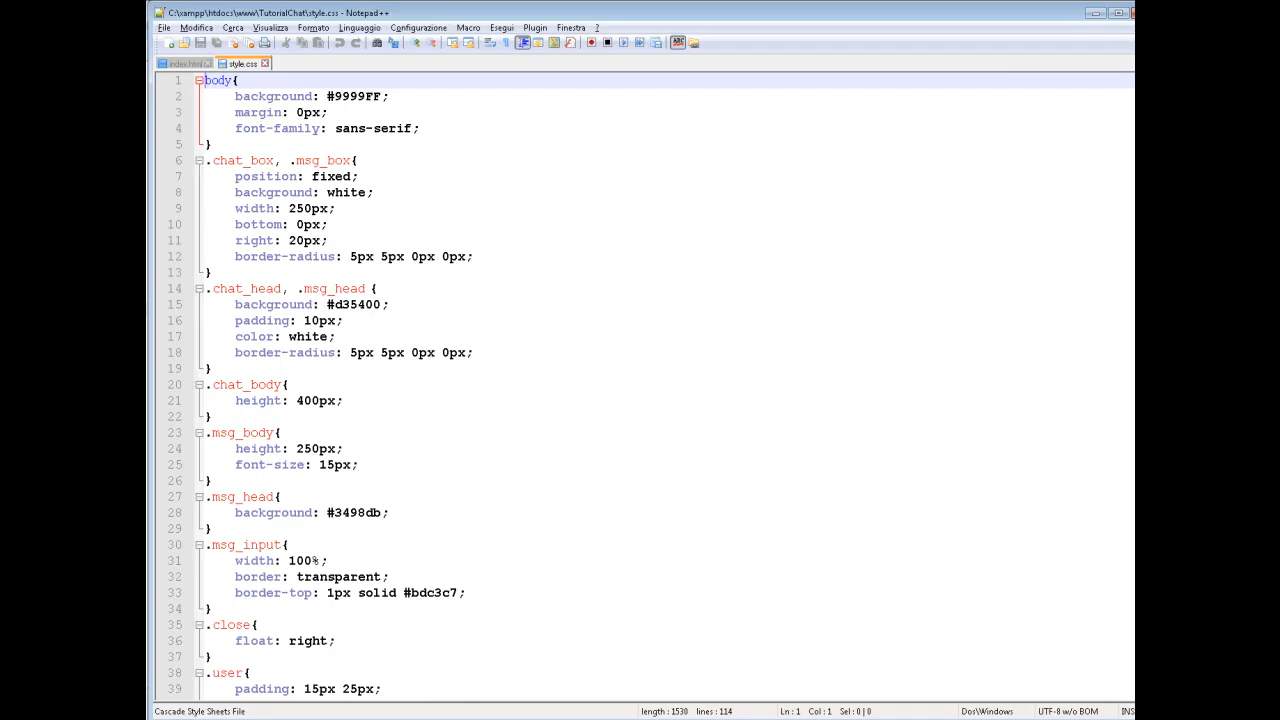 C:\xampp\htdocs\www\TutorialChat\style.css - Notepad++
File Modifica Cerca Visualizza Formato Linguaggio Configurazione Macro Esegui Plugin Finestra ?
index.html style.css
1 body{
2 background: #9999FF;
3 margin: 0px;
4 font-family: sans-serif;
5 }
6 .chat_box, .msg_box{
7 position: fixed;
8 background: white;
9 width: 250px;
10 bottom: 0px;
11 right: 20px;
12 border-radius: 5px 5px 0px 0px;
13 }
14 .chat_head, .msg_head {
15 background: #d35400;
16 padding: 10px;
17 color: white;
18 border-radius: 5px 5px 0px 0px;
19 }
20 .chat_body{
21 height: 400px;
22 }
23 .msg_body{
24 height: 250px;
25 font-size: 15px;
26 }
27 .msg_head{
28 background: #3498db;
29 }
30 .msg_input{
31 width: 100%;
32 border: transparent;
33 border-top: 1px solid #bdc3c7;
34 }
35 .close{
36 float: right;
37 }
38 .user{
39 padding: 15px 25px;
Cascade Style Sheets File length : 1530 lines : 114 Ln : 1 Col : 1 Sel : 0 | 0 Dos\Windows UTF-8 w/o BOM INS